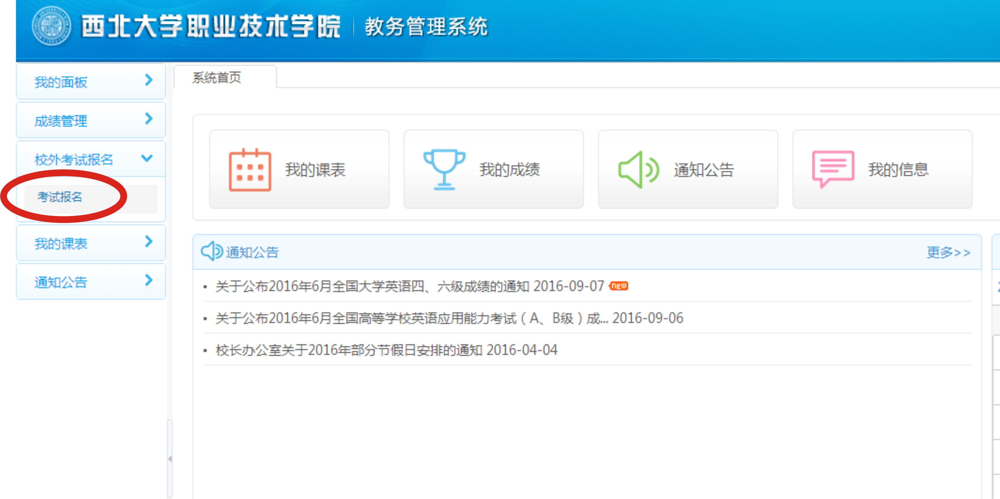 西北大学职业技术学院 教务管理系统
我的面板
成绩管理
校外考试报名
考试报名
我的课表
通知公告
系统首页
我的课表 我的成绩 通知公告 我的信息
通知公告 更多>>
▪ 关于公布2016年6月全国大学英语四、六级成绩的通知 2016-09-07 NEW
▪ 关于公布2016年6月全国高等学校英语应用能力考试（A、B级）成... 2016-09-06
▪ 校长办公室关于2016年部分节假日安排的通知 2016-04-04